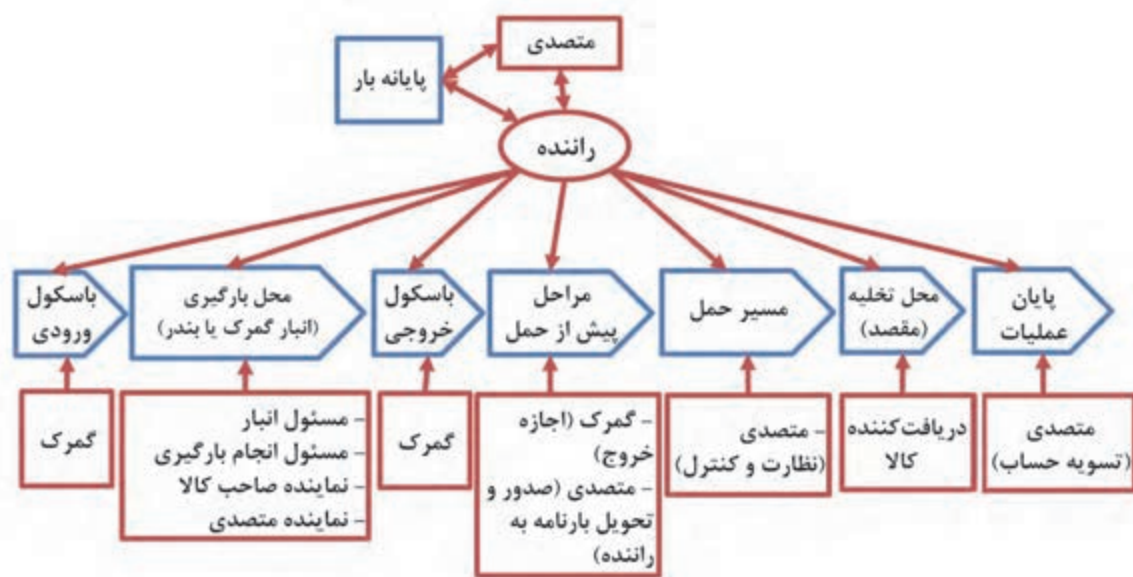 متصدی
پایانه بار
راننده
باسکول
ورودی
محل بارگیری
(انبار گمرک یا بندر)
باسکول
خروجی
مراحل
پیش از حمل
مسیر حمل
محل تخلیه
(مقصد)
پایان
عملیات
گمرک
- مسئول انبار
- مسئول انجام بارگیری
- نماینده صاحب کالا
- نماینده متصدی
گمرک
- گمرک (اجازه
خروج)
- متصدی (صدور و
تحویل بارنامه به
راننده)
- متصدی
(نظارت و کنترل)
دریافت‌کننده
کالا
متصدی
(تسویه حساب)